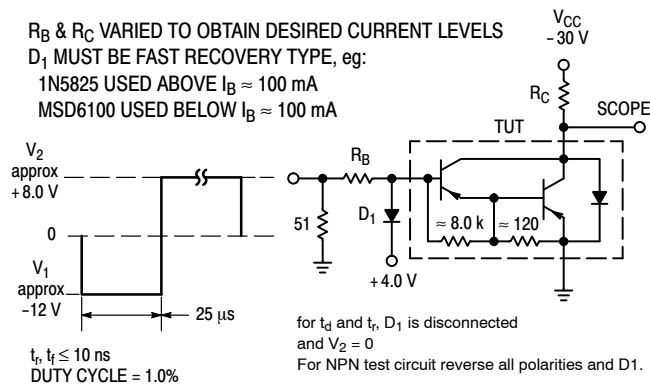 R_B & R_C VARIED TO OBTAIN DESIRED CURRENT LEVELS
D_1 MUST BE FAST RECOVERY TYPE, eg:
1N5825 USED ABOVE I_B ≈ 100 mA
MSD6100 USED BELOW I_B ≈ 100 mA
V_CC
- 30 V
R_C
SCOPE
TUT
V_2
approx
+8.0 V
0
V_1
approx
-12 V
25 μs
R_B
51
D_1
+ 4.0 V
≈ 8.0 k
≈ 120
t_r, t_f ≤ 10 ns
DUTY CYCLE = 1.0%
for t_d and t_r, D_1 is disconnected
and V_2 = 0
For NPN test circuit reverse all polarities and D1.